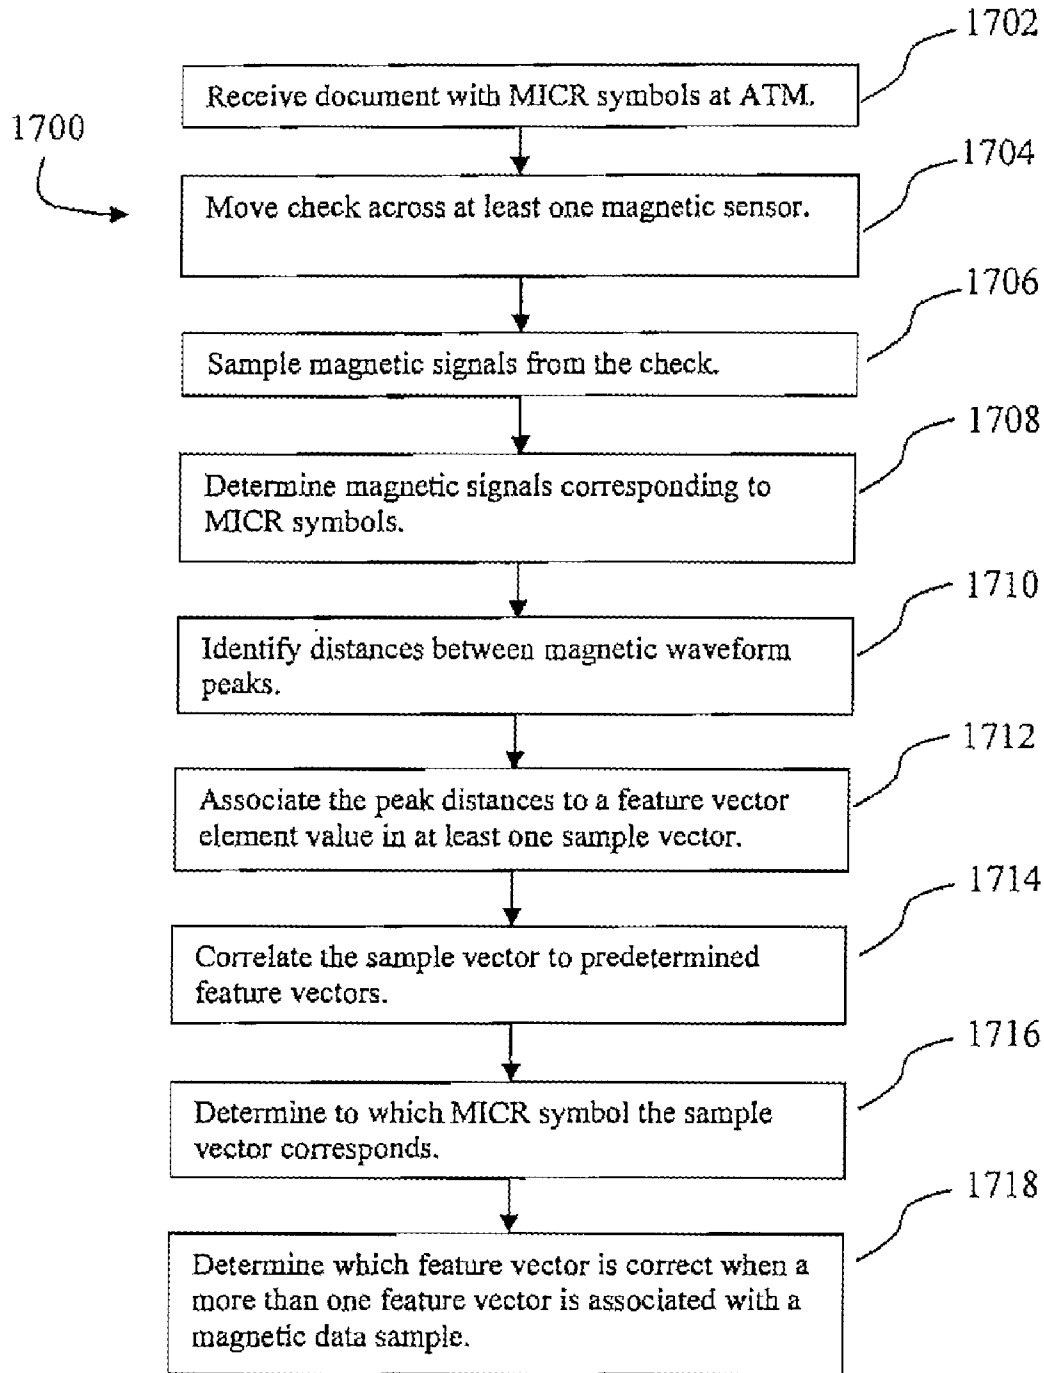 1702
Receive document with MICR symbols at ATM.
1700
1704
Move check across at least one magnetic sensor.
1706
Sample magnetic signals from the check.
1708
Determine magnetic signals corresponding to
MICR symbols.
1710
Identify distances between magnetic waveform
peaks.
1712
Associate the peak distances to a feature vector
element value in at least one sample vector.
1714
Correlate the sample vector to predetermined
feature vectors.
1716
Determine to which MICR symbol the sample
vector corresponds.
1718
Determine which feature vector is correct when a
more than one feature vector is associated with a
magnetic data sample.